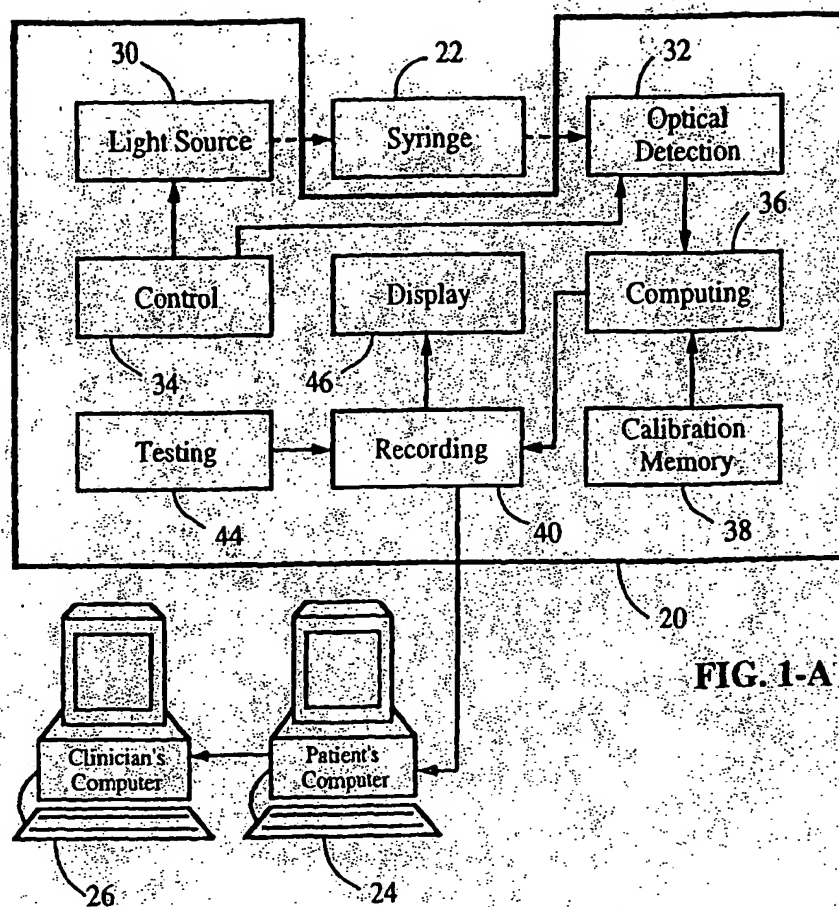 30
22
32
Light Source
Syringe
Optical
Detection
36
Control
Display
Computing
34
46
Testing
Recording
Calibration
Memory
44
40
38
20
FIG. 1-A
Clinician's
Computer
Patient's
Computer
26
24